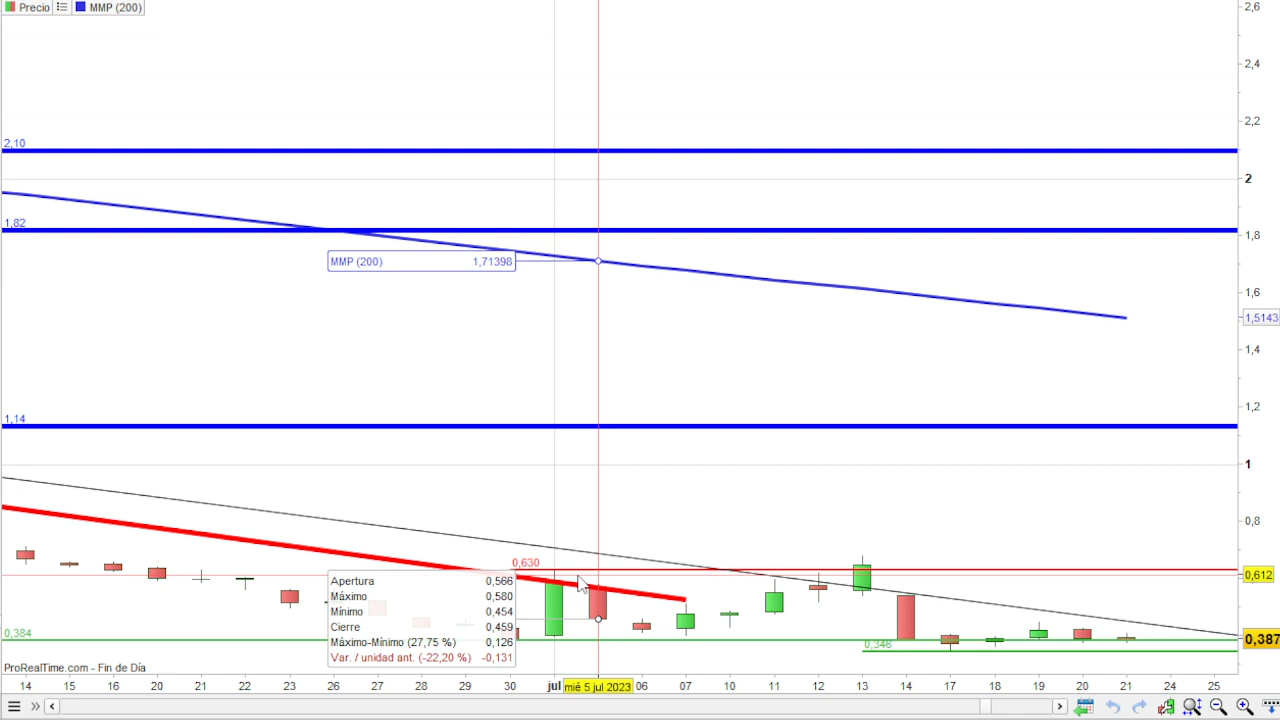 Precio MMP (200)
2,6
2,4
2,2
2,10
2
1,82
1,8
MMP (200) 1,71398
1,6
1,5143
1,4
1,14
1,2
1
0,8
0,630
0,612
Apertura 0,566
Máximo 0,580
Mínimo 0,454
Cierre 0,459
Máximo-Mínimo (27,75 %) 0,126
Var. / unidad ant. (-22,20 %) -0,131
0,384
0,346
0,387
ProRealTime.com - Fin de Día
14 15 16 20 21 22 23 26 27 28 29 30 jul mié 5 jul 2023 06 07 10 11 12 13 14 17 18 19 20 21 24 25